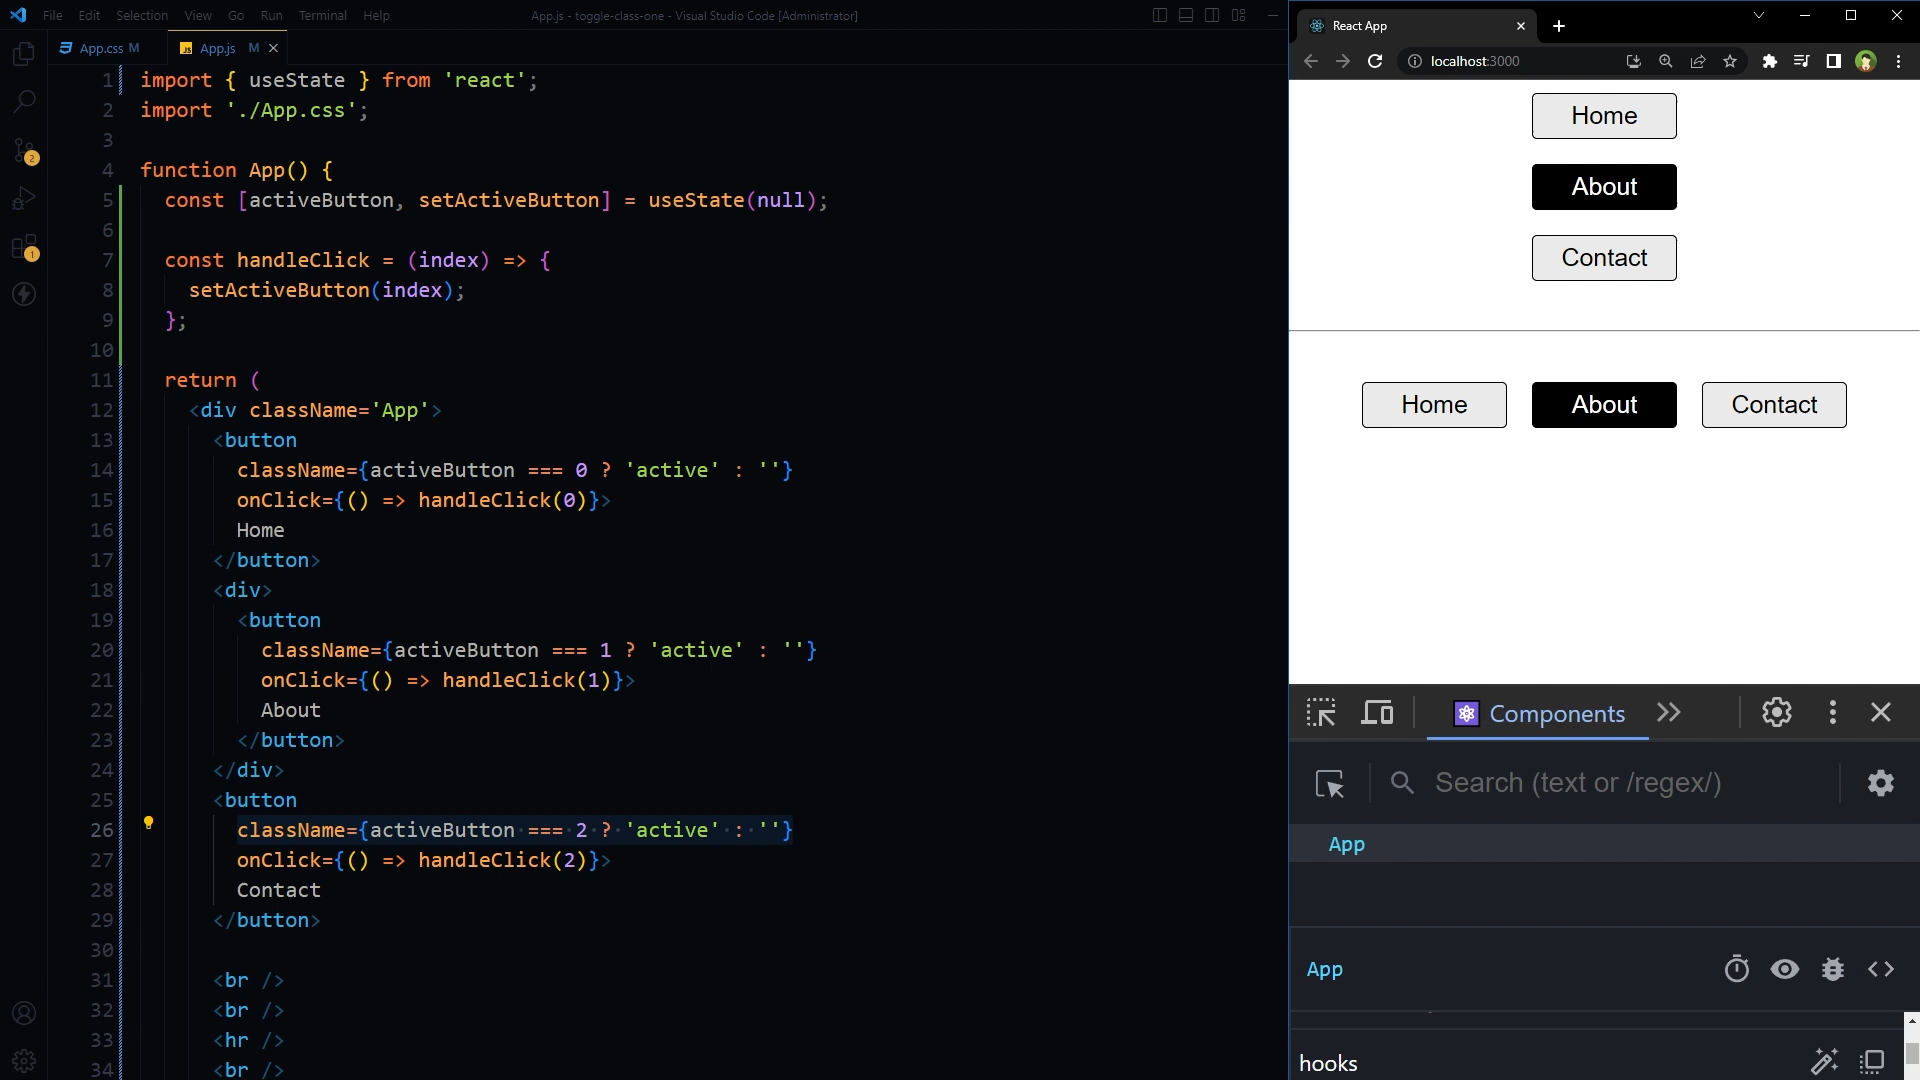 File Edit Selection View Go Run Terminal Help
App.js - toggle-class-one - Visual Studio Code [Administrator]
App.css M
JS App.js M
1 import { useState } from 'react';
2 import './App.css';
3
4 function App() {
5 const [activeButton, setActiveButton] = useState(null);
6
7 const handleClick = (index) => {
8 setActiveButton(index);
9 };
10
11 return (
12 <div className='App'>
13 <button
14 className={activeButton === 0 ? 'active' : ''}
15 onClick={() => handleClick(0)}>
16 Home
17 </button>
18 <div>
19 <button
20 className={activeButton === 1 ? 'active' : ''}
21 onClick={() => handleClick(1)}>
22 About
23 </button>
24 </div>
25 <button
26 className={activeButton === 2 ? 'active' : ''}
27 onClick={() => handleClick(2)}>
28 Contact
29 </button>
30
31 <br />
32 <br />
33 <hr />
34 <br />
2
1
React App
localhost:3000
Home
About
Contact
Home About Contact
Components
Search (text or /regex/)
App
App
hooks